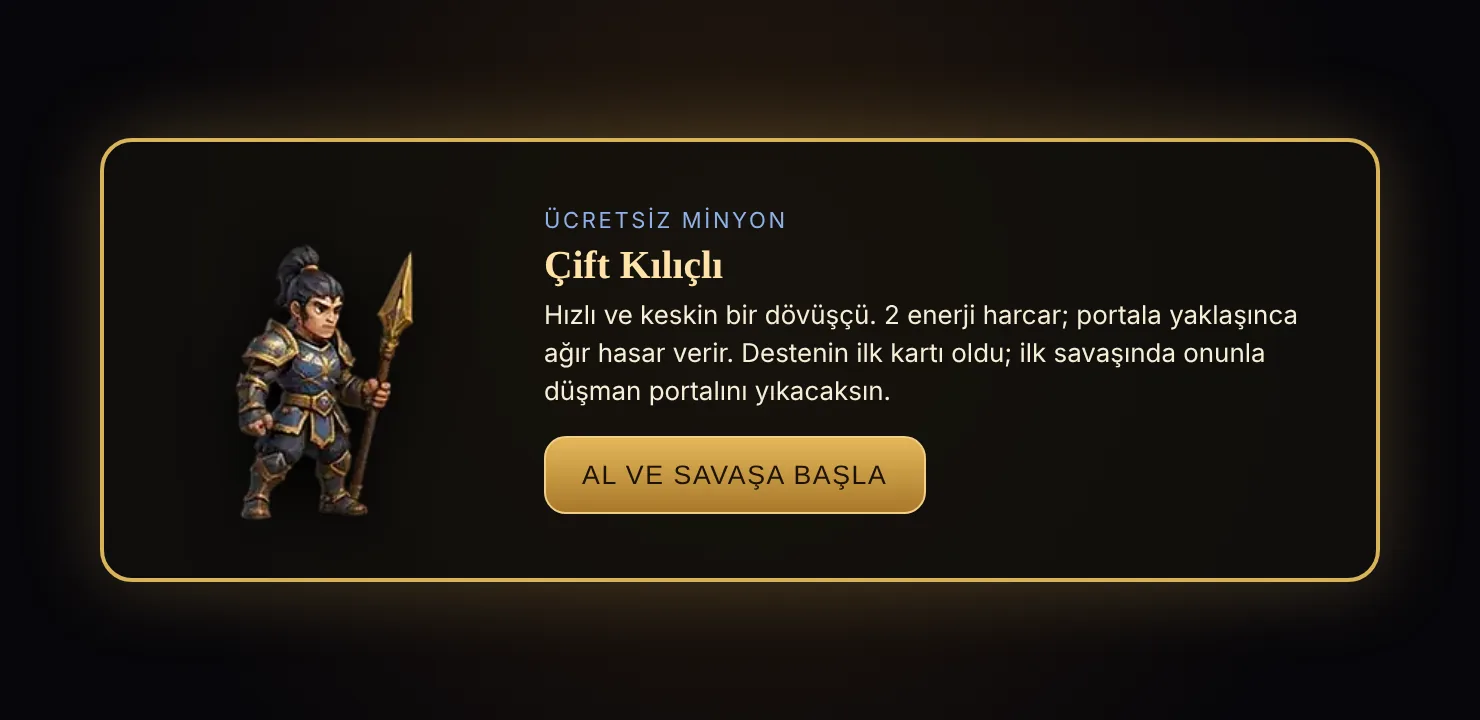 ÜCRETSİZ MİNYON
Çift Kılıçlı
Hızlı ve keskin bir dövüşçü. 2 enerji harcar; portala yaklaşınca
ağır hasar verir. Destenin ilk kartı oldu; ilk savaşında onunla
düşman portalını yıkacaksın.
AL VE SAVAŞA BAŞLA